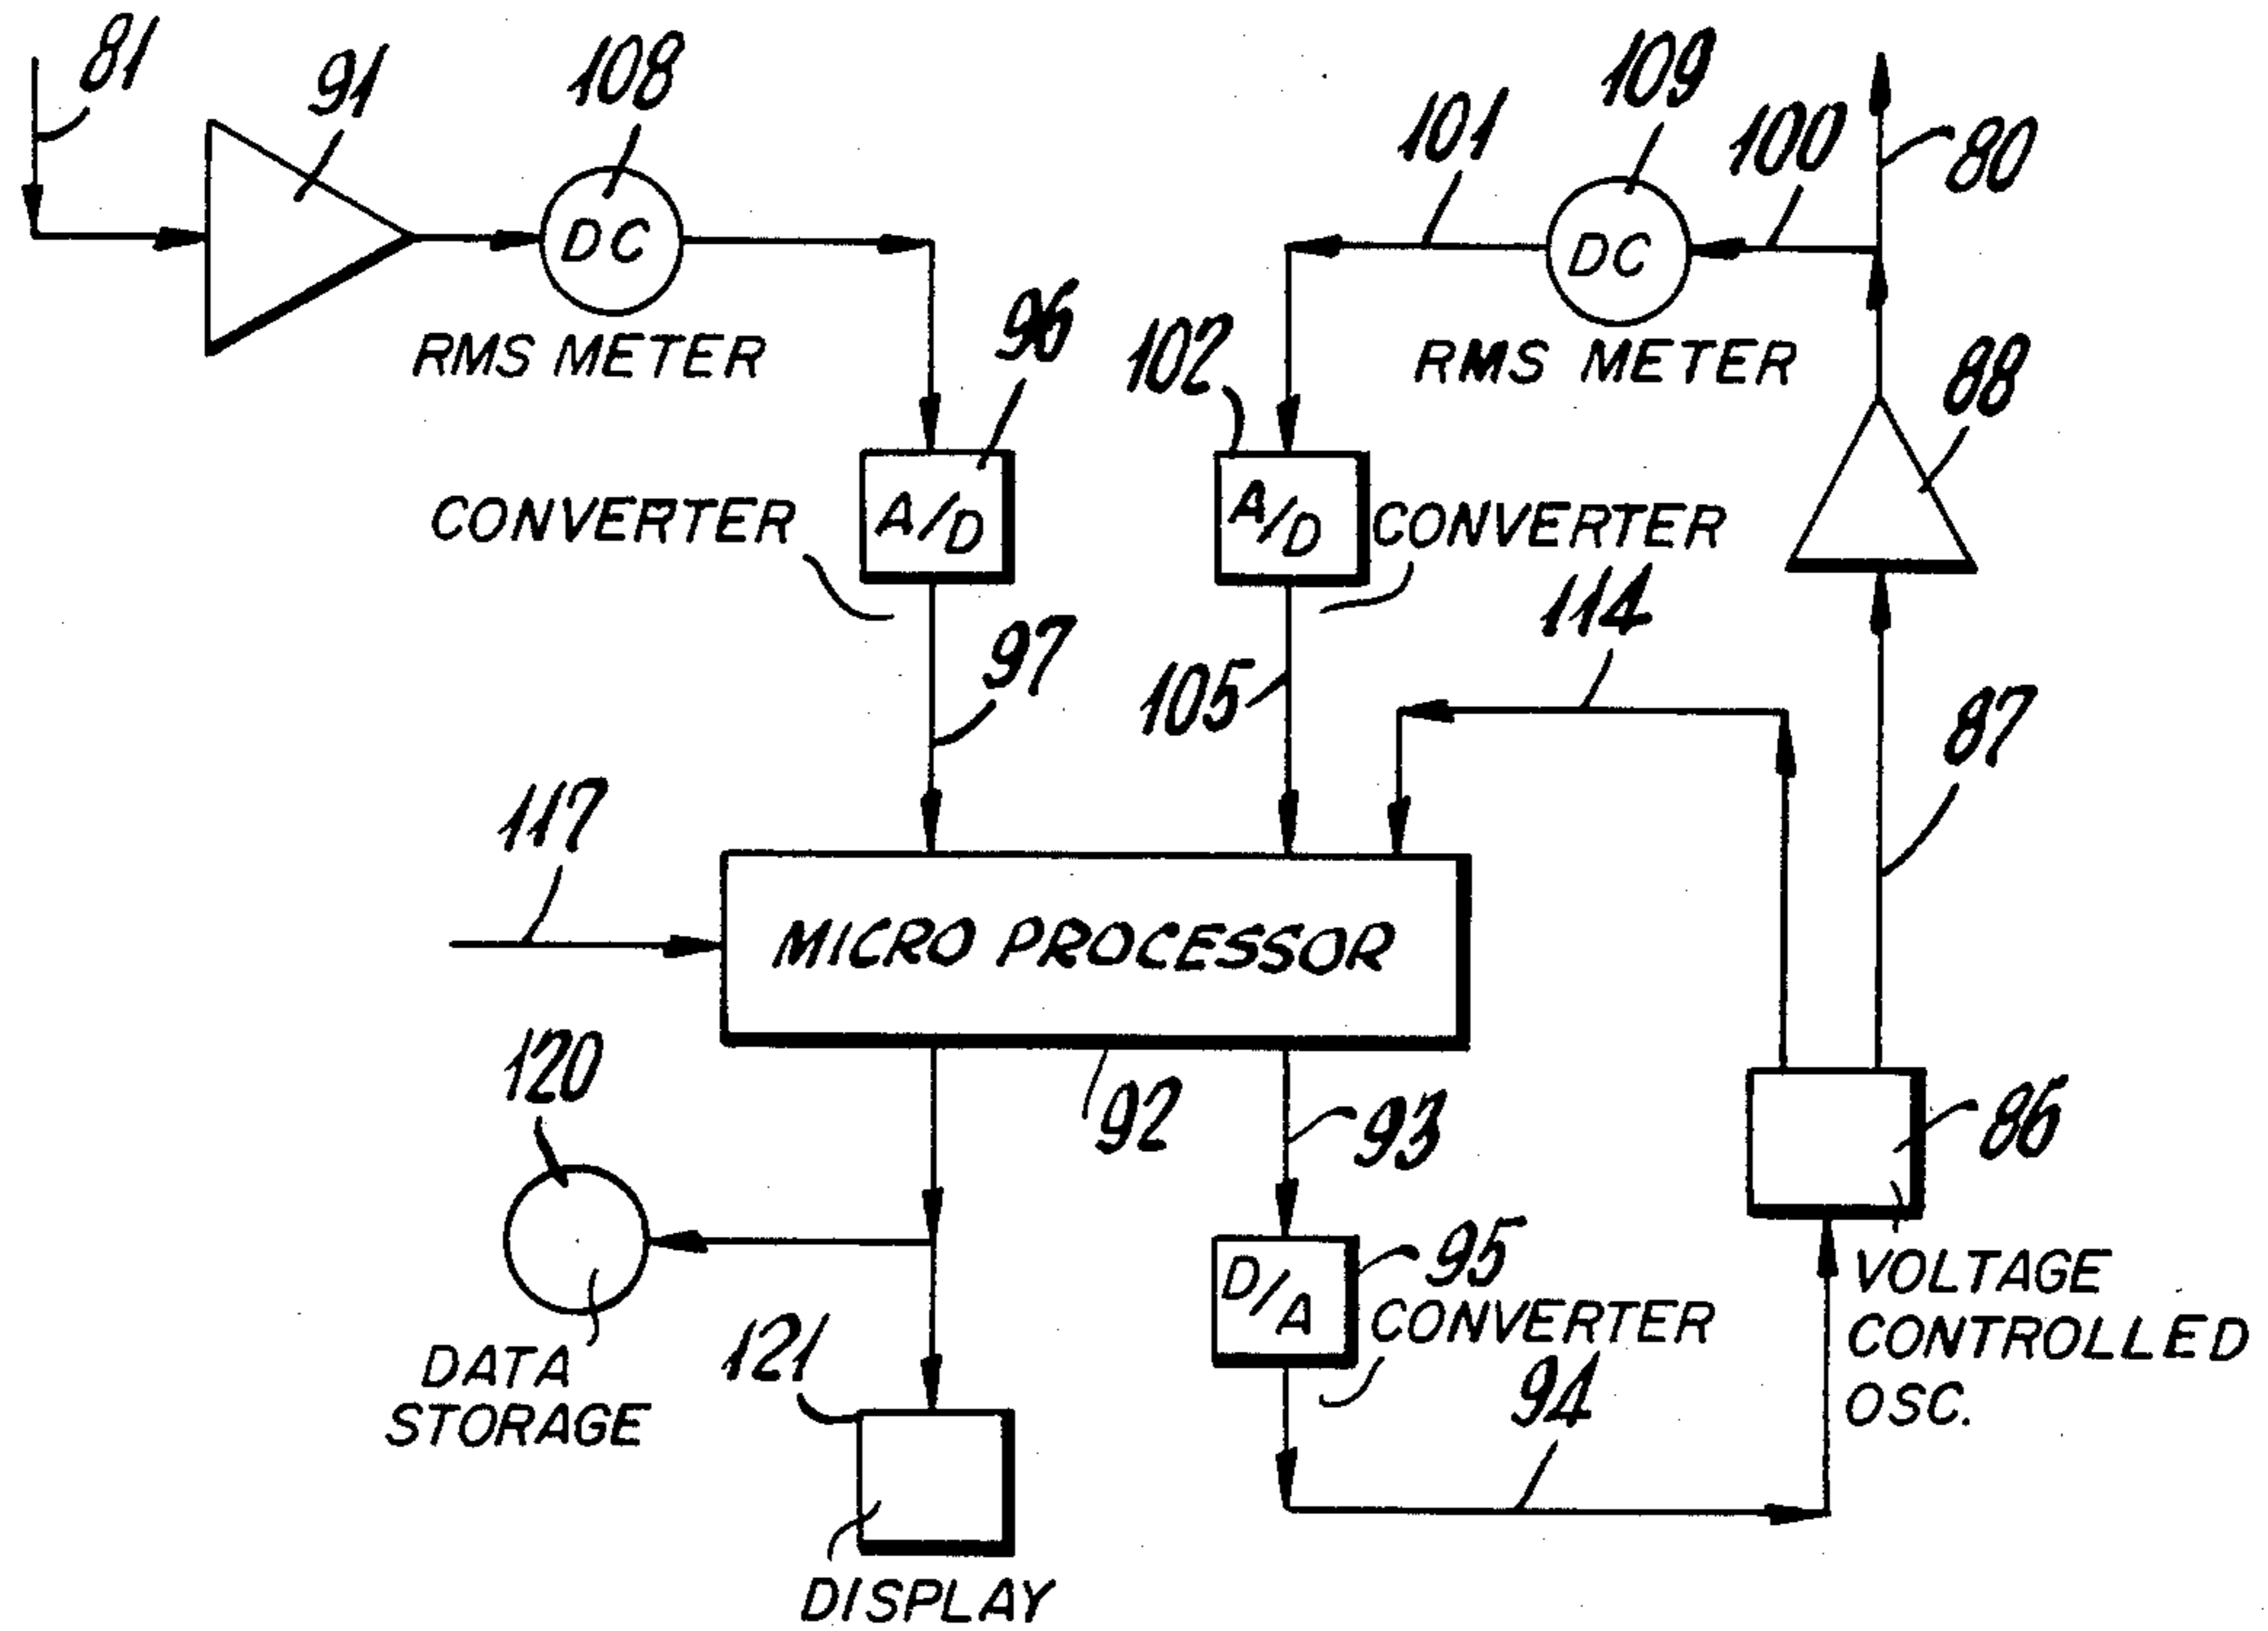 81
91
108
109
101
100
80
DC
DC
RMS METER
RMS METER
96
102
88
A/D
A/D
CONVERTER
CONVERTER
114
97
105
87
117
MICRO PROCESSOR
120
92
93
86
95
D/A
CONVERTER
VOLTAGE
CONTROLLED
OSC.
DATA
STORAGE
121
94
DISPLAY